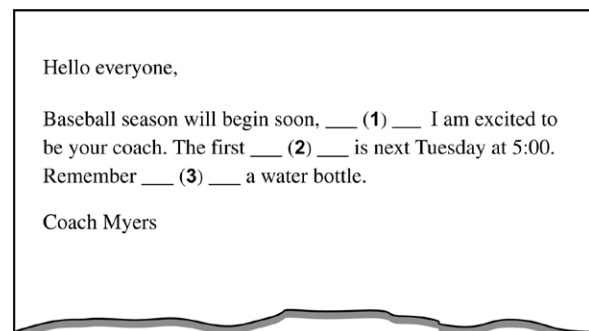 Hello everyone,
Baseball season will begin soon, ___ (1) ___ I am excited to
be your coach. The first ___ (2) ___ is next Tuesday at 5:00.
Remember ___ (3) ___ a water bottle.
Coach Myers